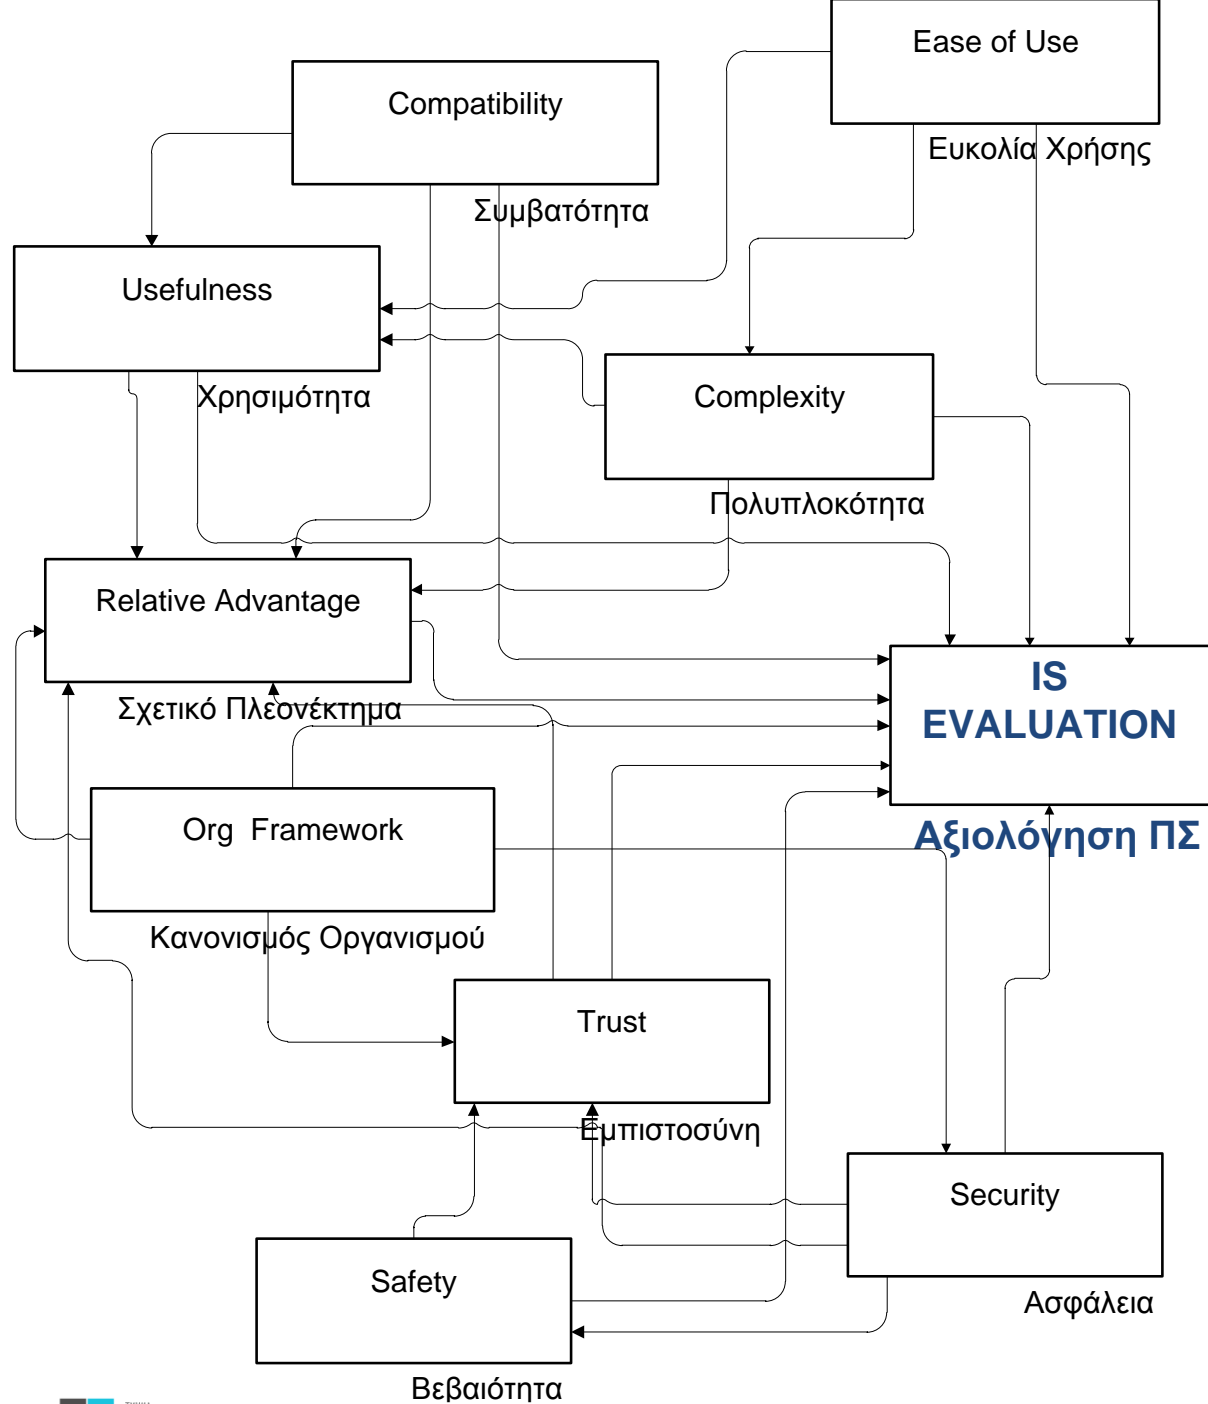 Ease of Use
Ευκολία Χρήσης
Compatibility
Συμβατότητα
Usefulness
Χρησιμότητα
Complexity
Πολυπλοκότητα
Relative Advantage
Σχετικό Πλεονέκτημα
IS
EVALUATION
Αξιολόγηση ΠΣ
Org Framework
Κανονισμός Οργανισμού
Trust
Εμπιστοσύνη
Security
Ασφάλεια
Safety
Βεβαιότητα